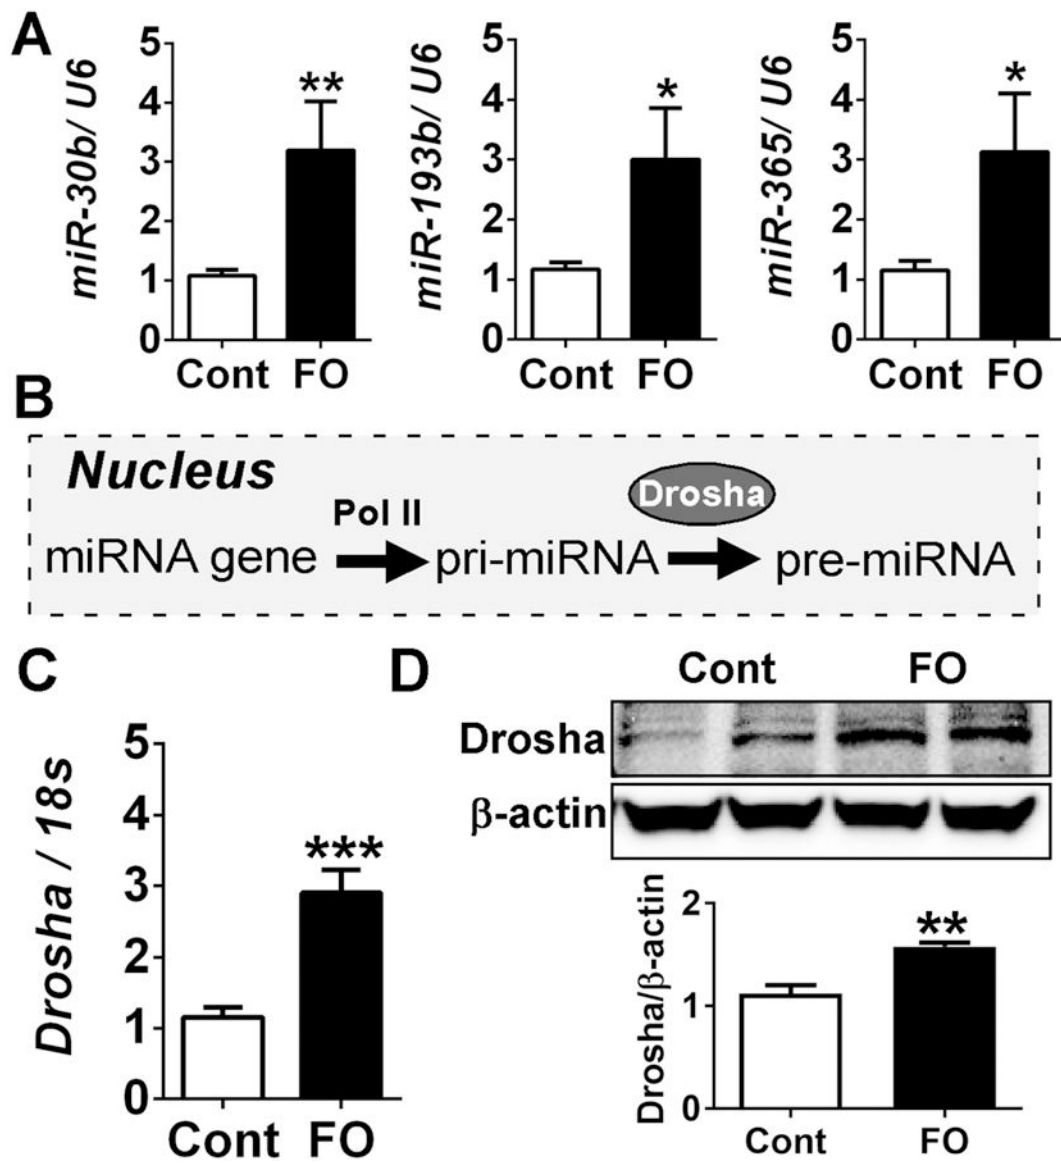 A
miR-30b/ U6
5
4
3
2
1
0
**
Cont FO
miR-193b/ U6
5
4
3
2
1
0
*
Cont FO
miR-365/ U6
5
4
3
2
1
0
*
Cont FO
B
Nucleus
Pol II
Drosha
miRNA gene pri-miRNA pre-miRNA
C
Drosha / 18s
5
4
3
2
1
0
***
Cont FO
D
Cont FO
Drosha
β-actin
Drosha/β-actin
2
1
0
**
Cont FO